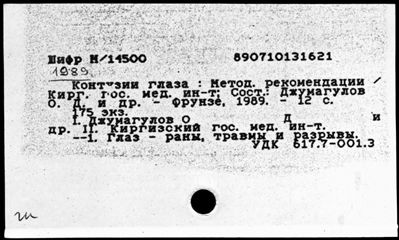 Шифр М/14500 890710131621
1989
Контузии глаза : Метод. рекомендации /
Кирг. гос. мед. ин-т; Сост.: Джумагулов
О. Д. и др. - Фрунзе, 1989. - 12 с.
175 экз.
I. Джумагулов О Д и
др. II. Киргизский гос. мед. ин-т.
--1. Глаз - раны, травмы и разрывы.
УДК 617.7-001.3